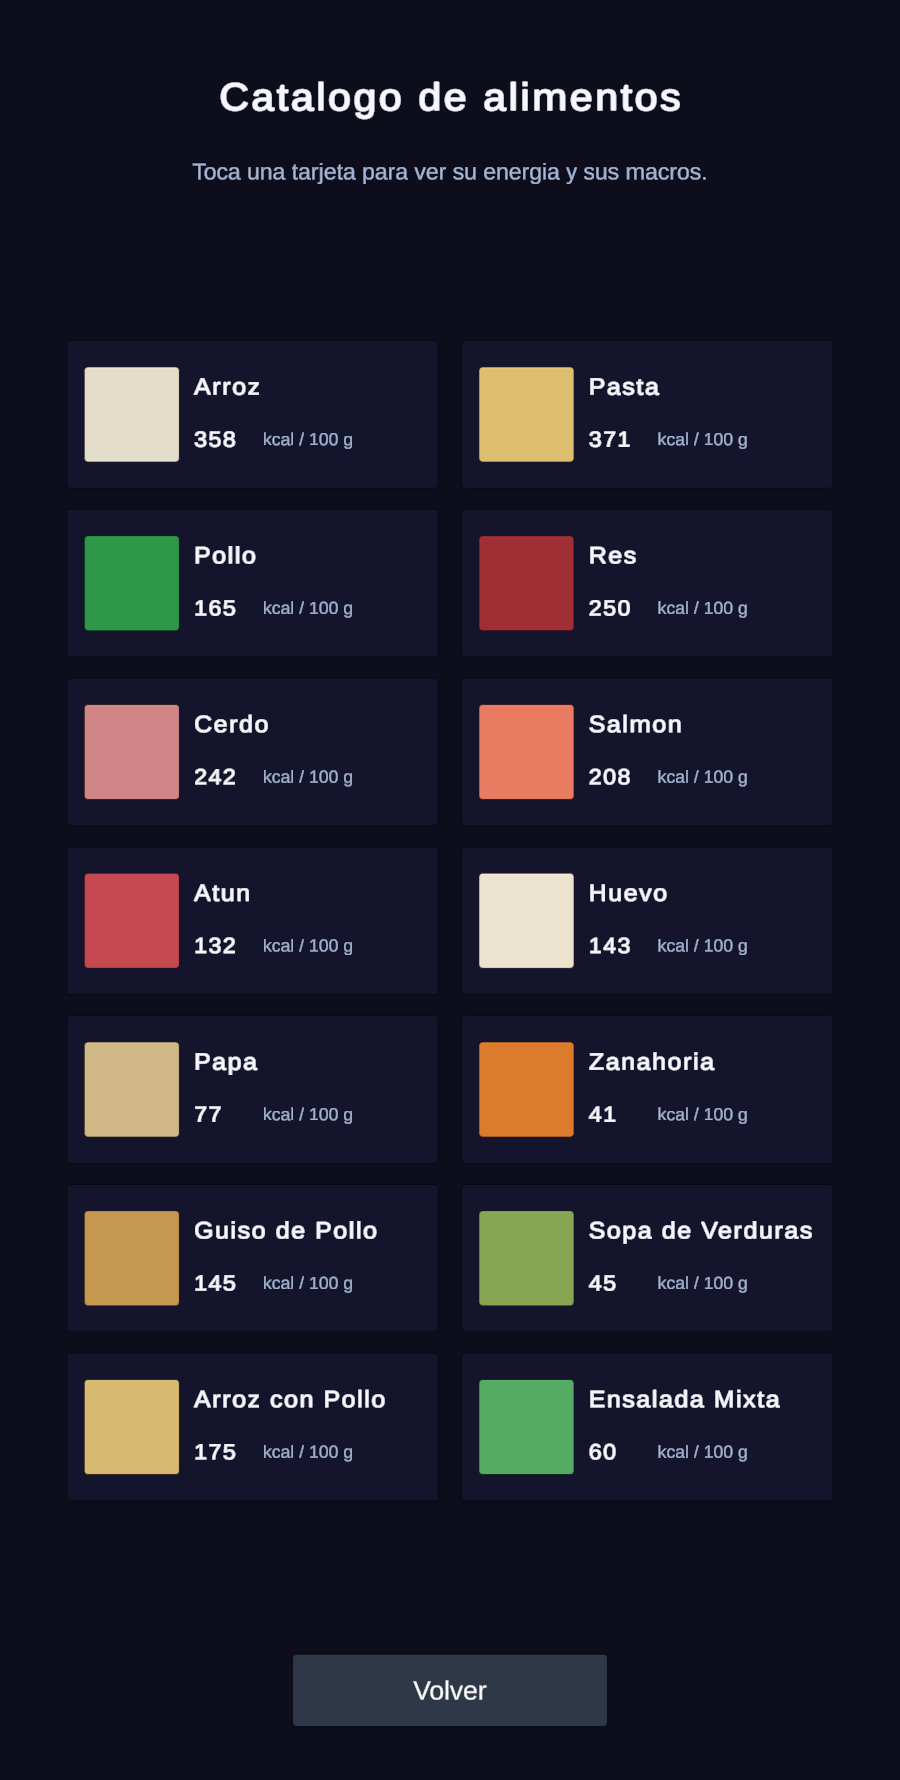 Catalogo de alimentos
Toca una tarjeta para ver su energia y sus macros.
Arroz
358 kcal / 100 g
Pasta
371 kcal / 100 g
Pollo
165 kcal / 100 g
Res
250 kcal / 100 g
Cerdo
242 kcal / 100 g
Salmon
208 kcal / 100 g
Atun
132 kcal / 100 g
Huevo
143 kcal / 100 g
Papa
77 kcal / 100 g
Zanahoria
41 kcal / 100 g
Guiso de Pollo
145 kcal / 100 g
Sopa de Verduras
45 kcal / 100 g
Arroz con Pollo
175 kcal / 100 g
Ensalada Mixta
60 kcal / 100 g
Volver